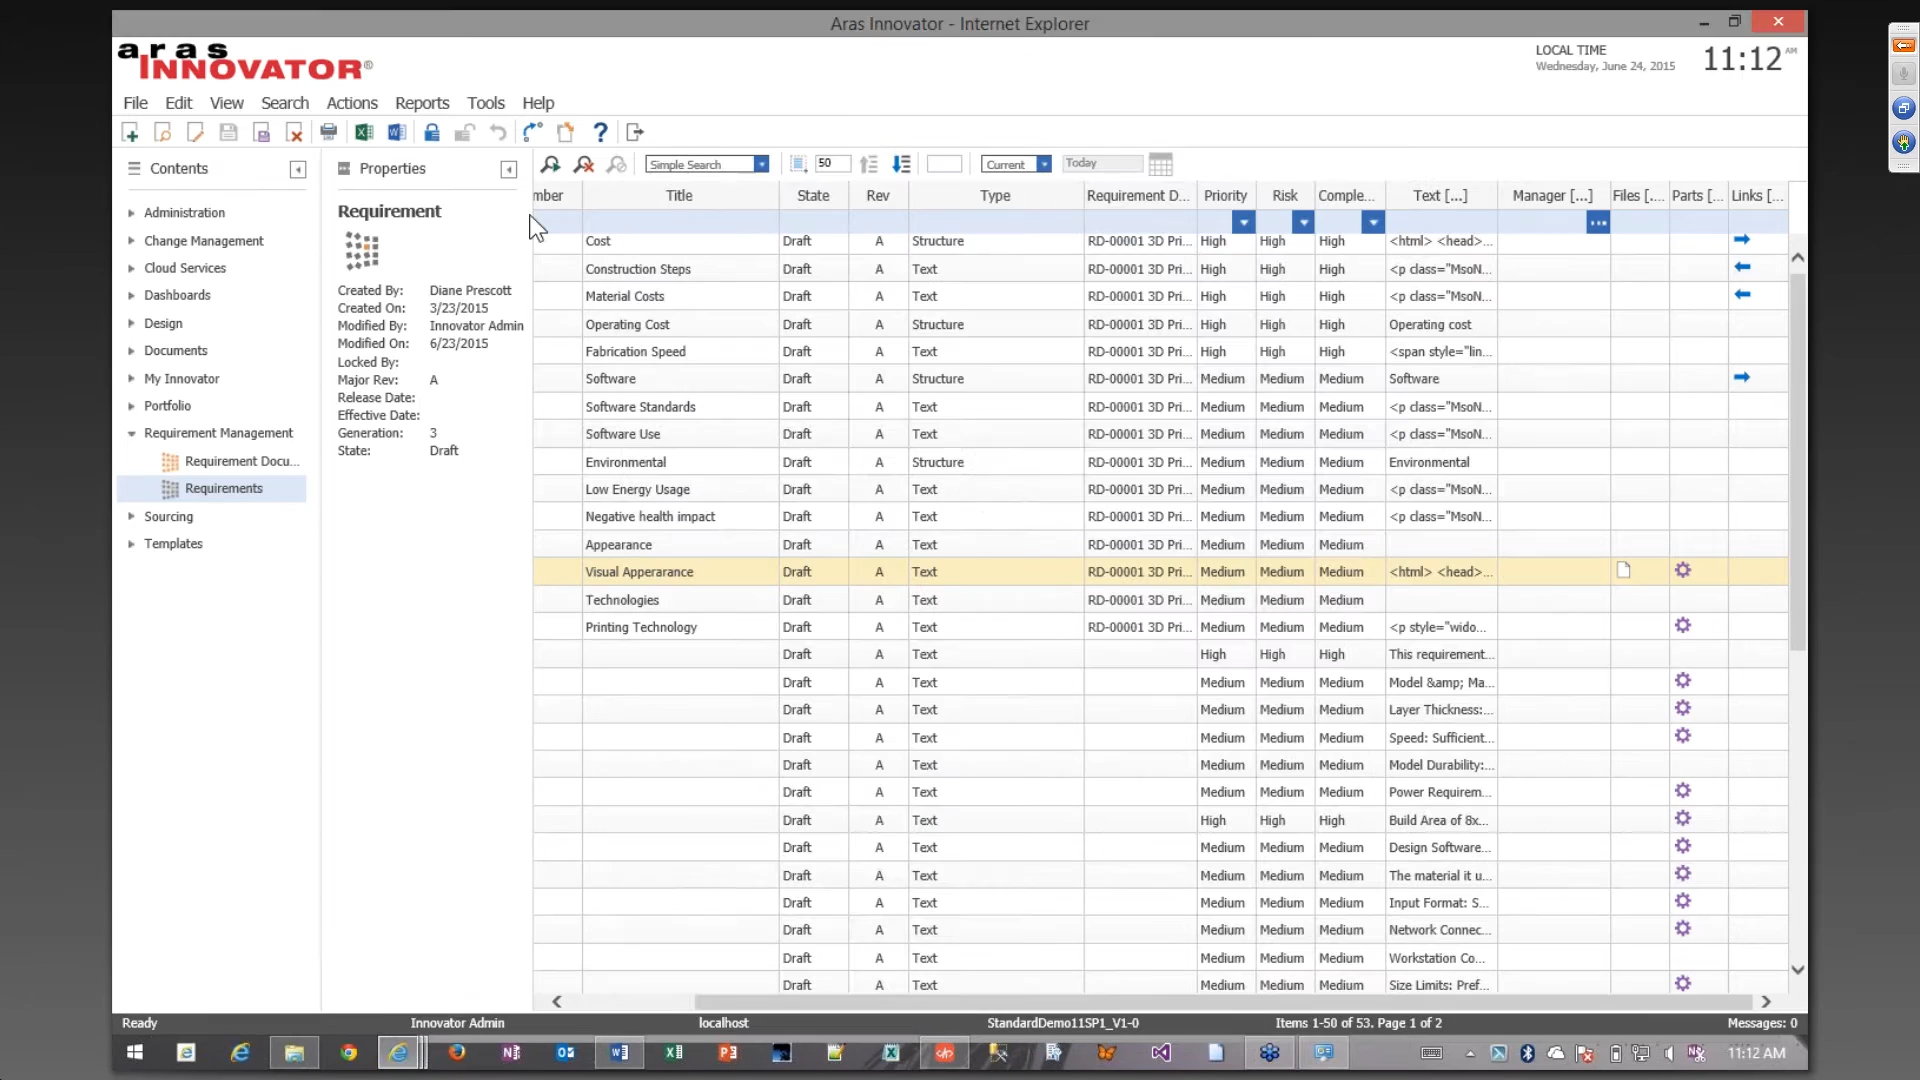 Aras Innovator - Internet Explorer
aras
INNOVATOR®
LOCAL TIME
Wednesday, June 24, 2015
11:12 AM
File Edit View Search Actions Reports Tools Help
Contents
Properties
Simple Search
50
Current
Today
Administration
Change Management
Cloud Services
Dashboards
Design
Documents
My Innovator
Portfolio
Requirement Management
Requirement Docu...
Requirements
Sourcing
Templates
Requirement
Created By: Diane Prescott
Created On: 3/23/2015
Modified By: Innovator Admin
Modified On: 6/23/2015
Locked By:
Major Rev: A
Release Date:
Effective Date:
Generation: 3
State: Draft
mber Title State Rev Type Requirement D... Priority Risk Comple... Text [...] Manager [...] Files [.... Parts [... Links [...
Cost Draft A Structure RD-00001 3D Pri... High High High <html> <head>...
Construction Steps Draft A Text RD-00001 3D Pri... High High High <p class="MsoN...
Material Costs Draft A Text RD-00001 3D Pri... High High High <p class="MsoN...
Operating Cost Draft A Structure RD-00001 3D Pri... High High High Operating cost
Fabrication Speed Draft A Text RD-00001 3D Pri... High High High <span style="lin...
Software Draft A Structure RD-00001 3D Pri... Medium Medium Medium Software
Software Standards Draft A Text RD-00001 3D Pri... Medium Medium Medium <p class="MsoN...
Software Use Draft A Text RD-00001 3D Pri... Medium Medium Medium <p class="MsoN...
Environmental Draft A Structure RD-00001 3D Pri... Medium Medium Medium Environmental
Low Energy Usage Draft A Text RD-00001 3D Pri... Medium Medium Medium <p class="MsoN...
Negative health impact Draft A Text RD-00001 3D Pri... Medium Medium Medium <p class="MsoN...
Appearance Draft A Text RD-00001 3D Pri... Medium Medium Medium
Visual Apperarance Draft A Text RD-00001 3D Pri... Medium Medium Medium <html> <head>...
Technologies Draft A Text RD-00001 3D Pri... Medium Medium Medium
Printing Technology Draft A Text RD-00001 3D Pri... Medium Medium Medium <p style="wido...
Draft A Text High High High This requirement...
Draft A Text Medium Medium Medium Model &amp; Ma...
Draft A Text Medium Medium Medium Layer Thickness:...
Draft A Text Medium Medium Medium Speed: Sufficient...
Draft A Text Medium Medium Medium Model Durability:...
Draft A Text Medium Medium Medium Power Requirem...
Draft A Text High High High Build Area of 8x...
Draft A Text Medium Medium Medium Design Software...
Draft A Text Medium Medium Medium The material it u...
Draft A Text Medium Medium Medium Input Format: S...
Draft A Text Medium Medium Medium Network Connec...
Draft A Text Medium Medium Medium Workstation Co...
Draft A Text Medium Medium Medium Size Limits: Pref...
Ready Innovator Admin localhost StandardDemo11SP1_V1-0 Items 1-50 of 53. Page 1 of 2 Messages: 0
11:12 AM